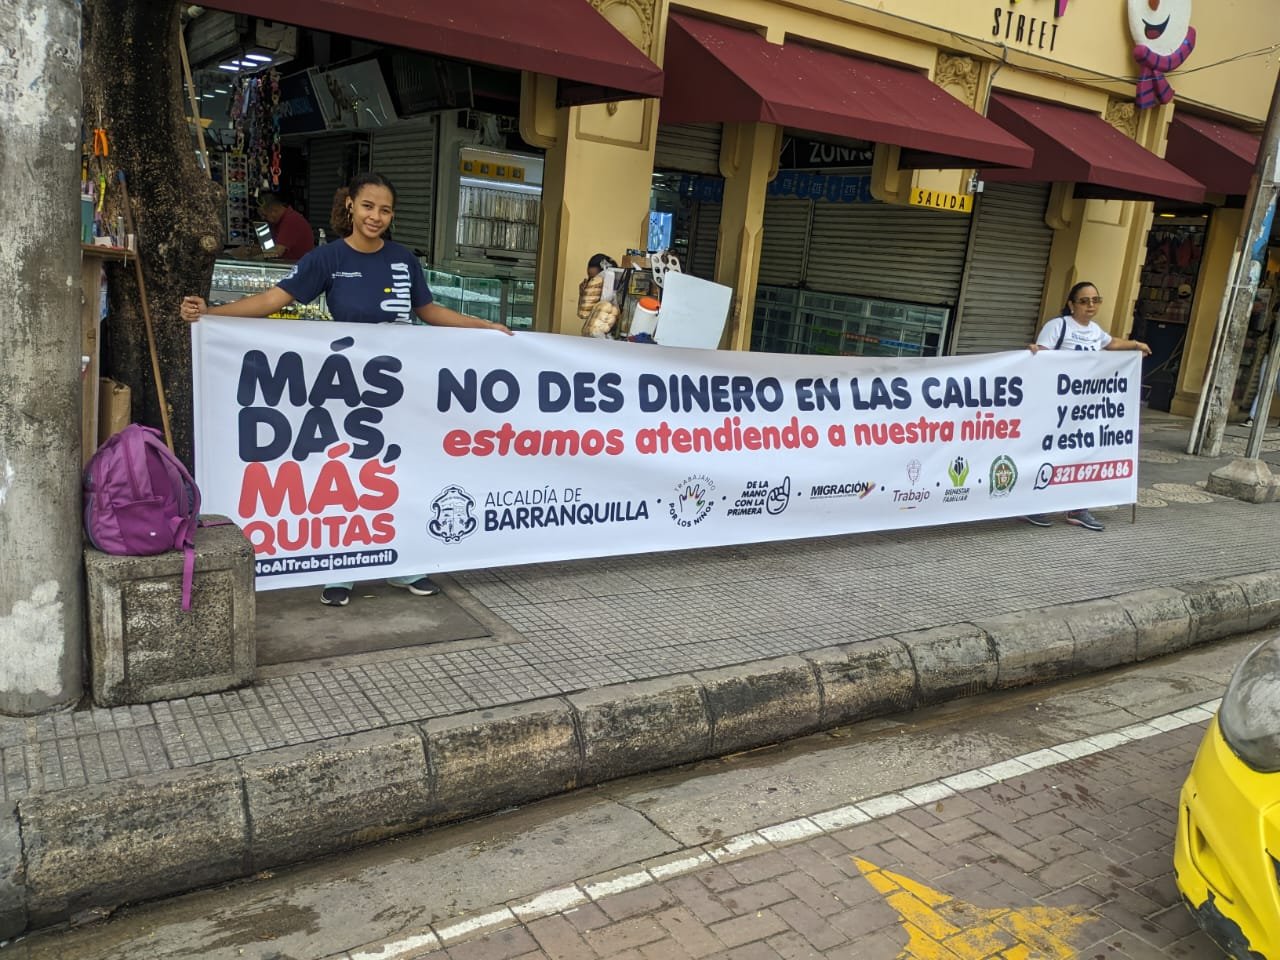 STREET
ZONA
SALIDA
MÁS
DAS,
MÁS
QUITAS
NoAlTrabajoInfantil
NO DES DINERO EN LAS CALLES
estamos atendiendo a nuestra niñez
ALCALDÍA DE
BARRANQUILLA
TRABAJANDO
POR LOS NIÑOS
DE LA
MANO
CON LA
PRIMERA
MIGRACIÓN
Trabajo
BIENESTAR
FAMILIAR
Denuncia
y escribe
a esta línea
321 697 66 86